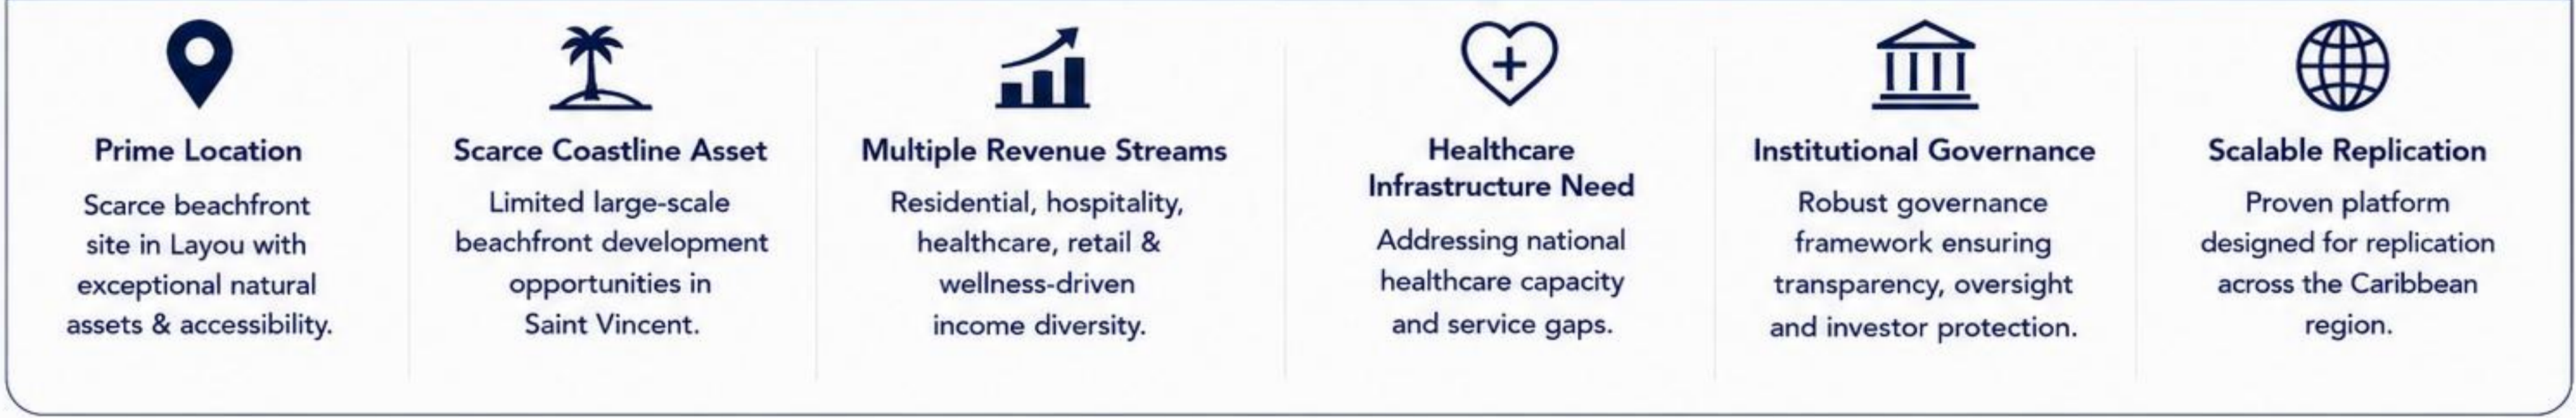 Prime Location
Scarce beachfront
site in Layou with
exceptional natural
assets & accessibility.
Scarce Coastline Asset
Limited large-scale
beachfront development
opportunities in
Saint Vincent.
Multiple Revenue Streams
Residential, hospitality,
healthcare, retail &
wellness-driven
income diversity.
Healthcare
Infrastructure Need
Addressing national
healthcare capacity
and service gaps.
Institutional Governance
Robust governance
framework ensuring
transparency, oversight
and investor protection.
Scalable Replication
Proven platform
designed for replication
across the Caribbean
region.